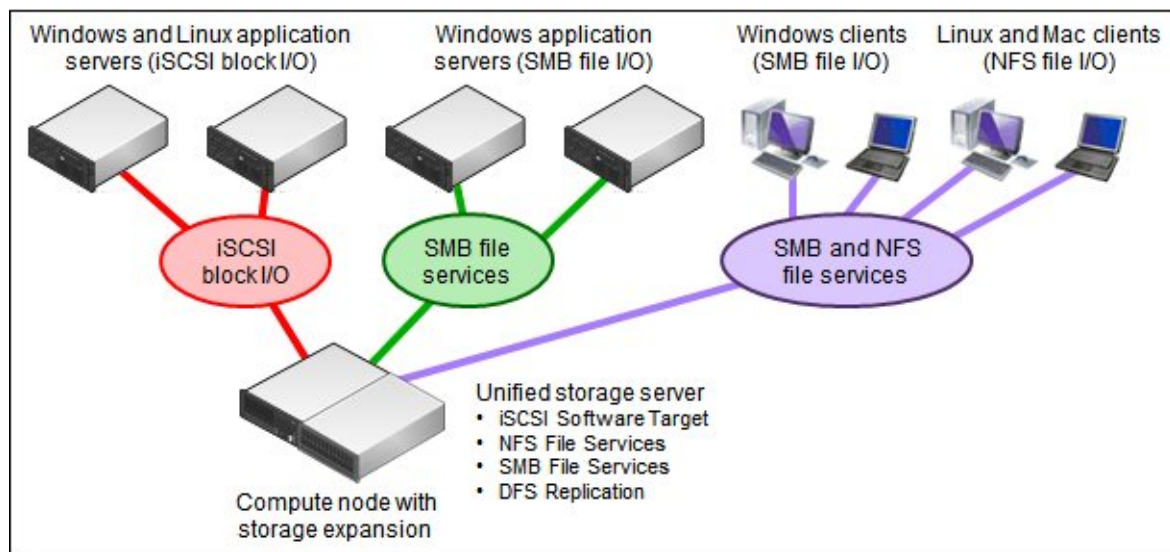 Windows and Linux application
servers (iSCSI block I/O)
Windows application
servers (SMB file I/O)
Windows clients
(SMB file I/O)
Linux and Mac clients
(NFS file I/O)
iSCSI
block I/O
SMB file
services
SMB and NFS
file services
Unified storage server
• iSCSI Software Target
• NFS File Services
• SMB File Services
• DFS Replication
Compute node with
storage expansion